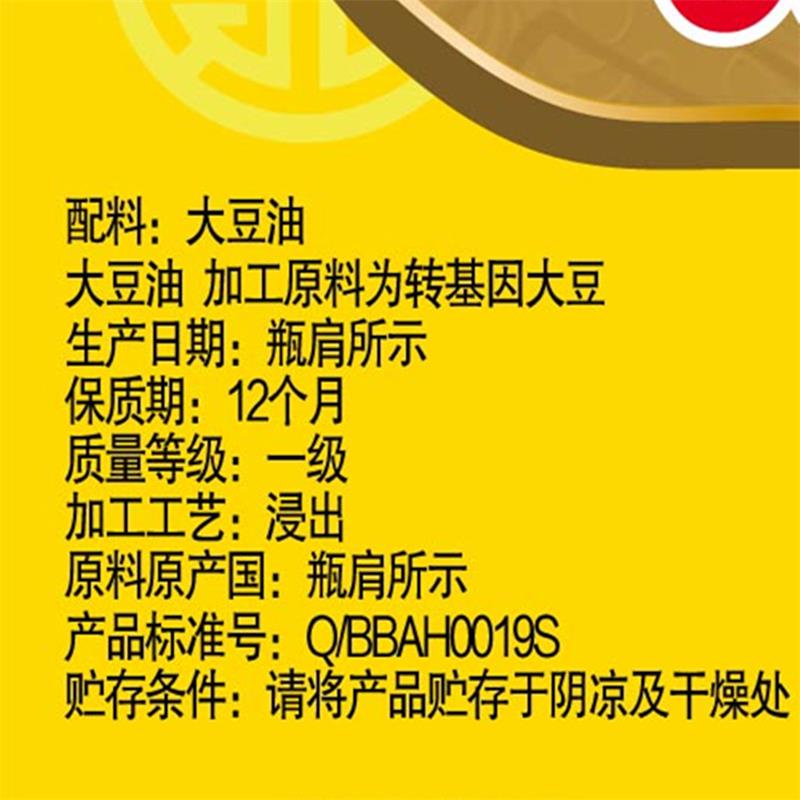 配料：大豆油
大豆油 加工原料为转基因大豆
生产日期：瓶肩所示
保质期：12个月
质量等级：一级
加工工艺：浸出
原料原产国：瓶肩所示
产品标准号：Q/BBAH0019S
贮存条件：请将产品贮存于阴凉及干燥处